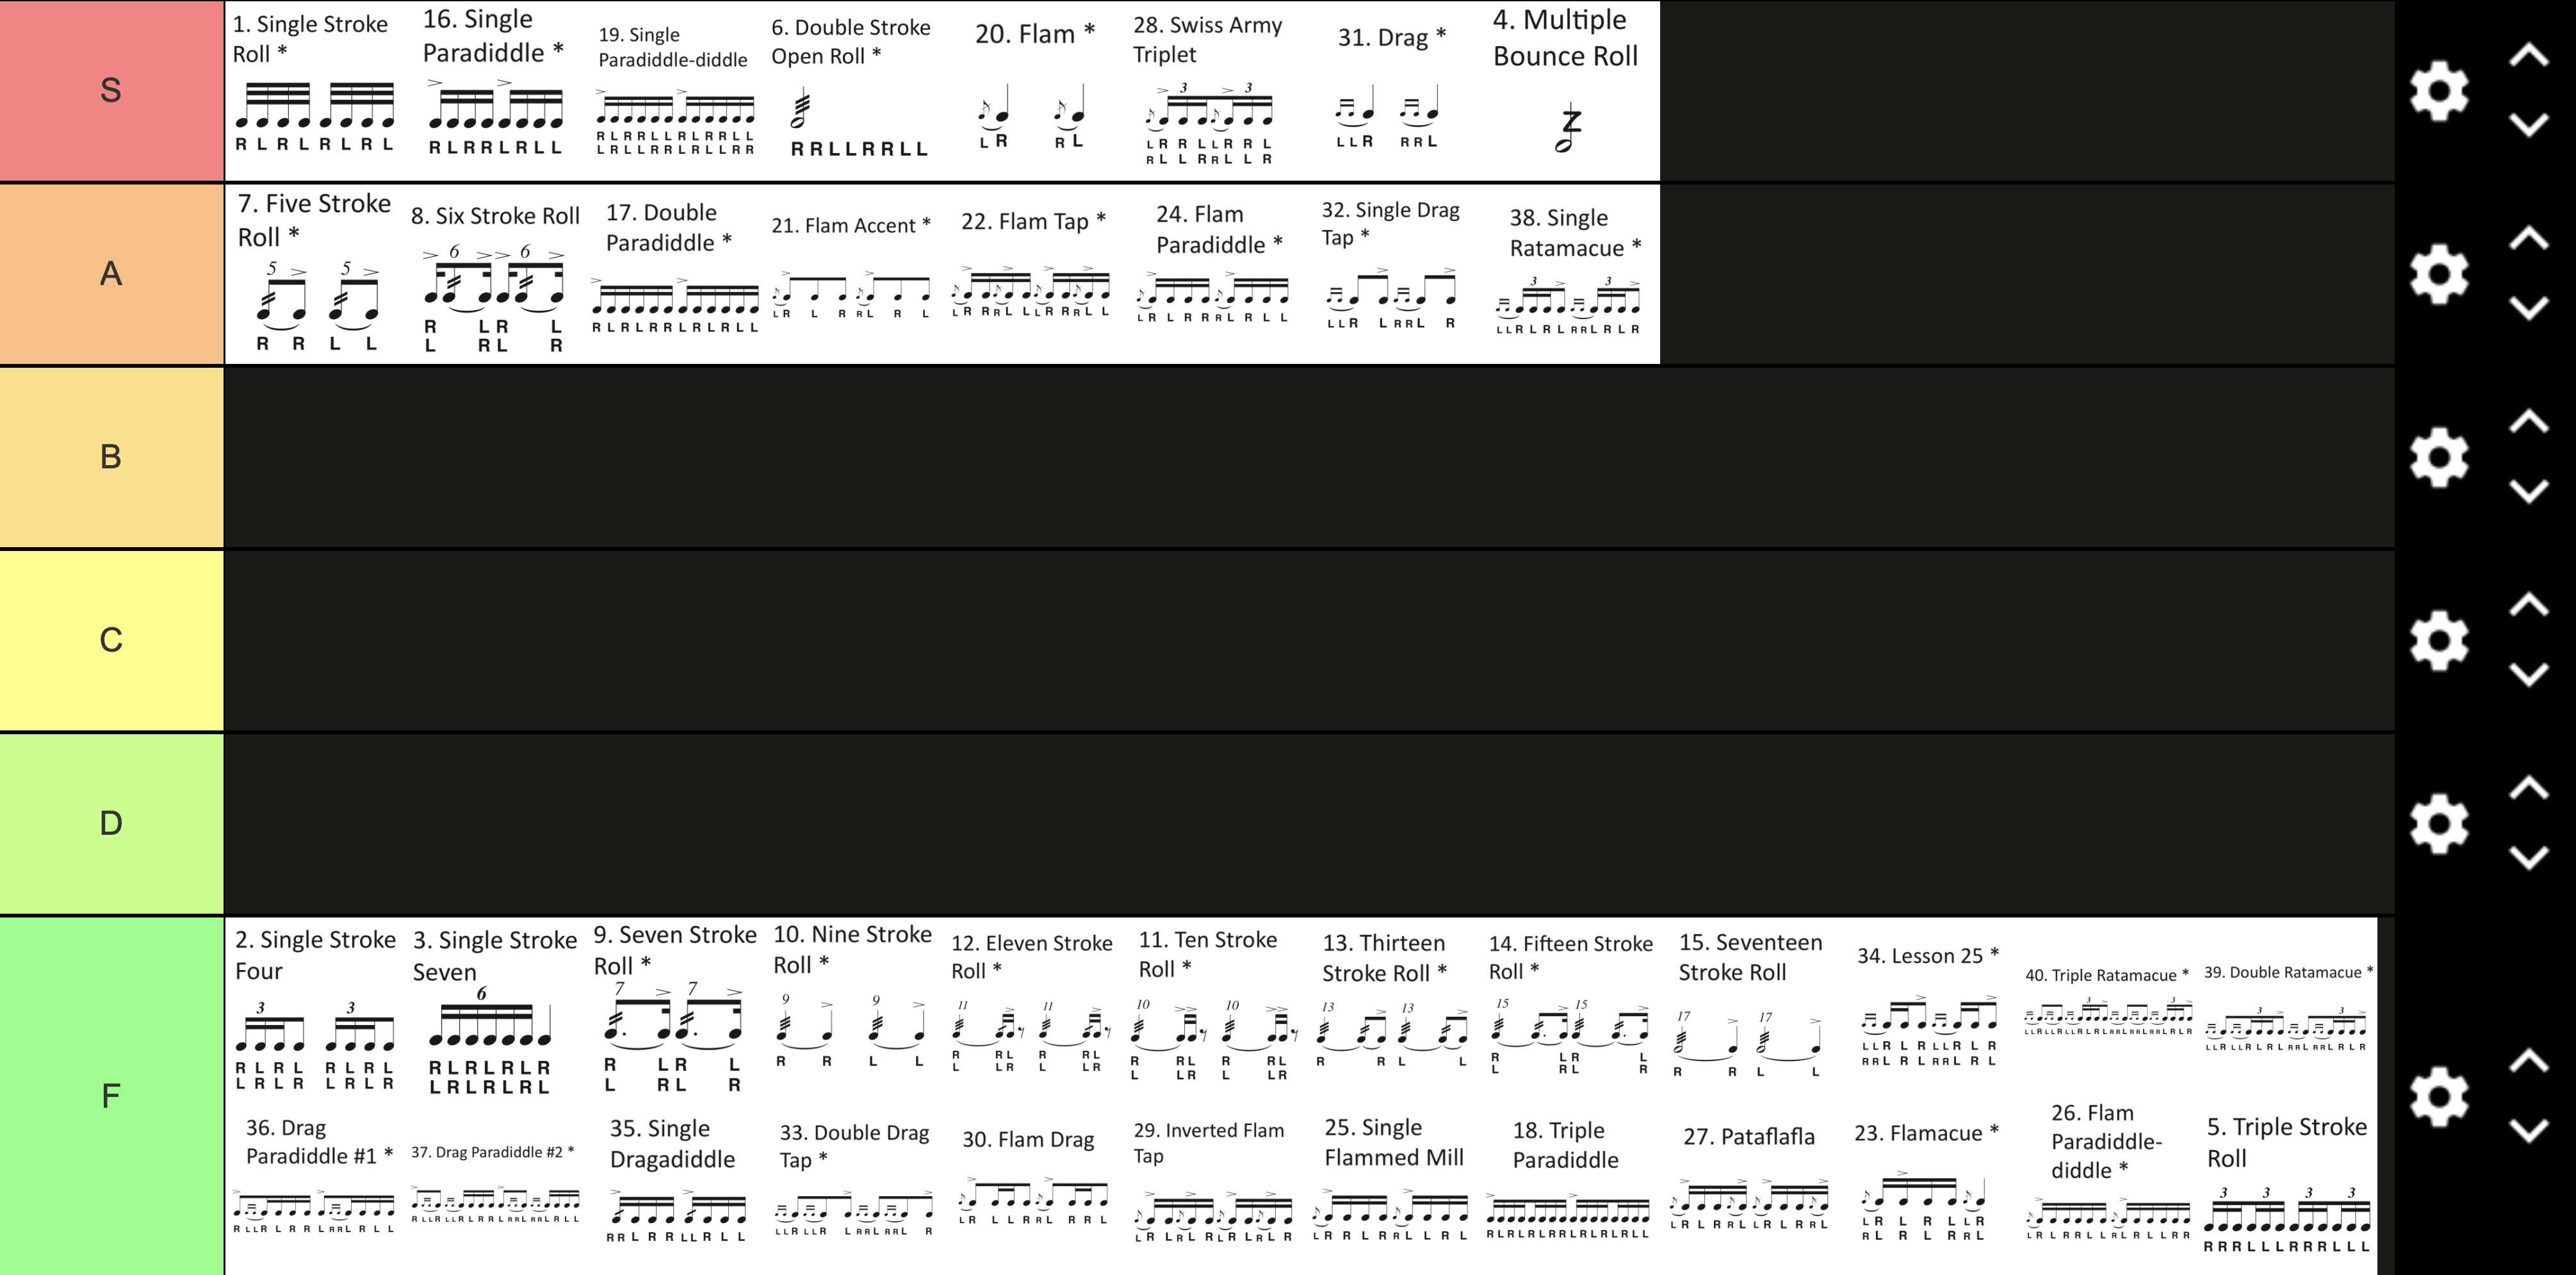 S
1. Single Stroke
Roll *
R L R L R L R L
16. Single
Paradiddle *
R L R R L R L L
19. Single
Paradiddle-diddle
R L R R L L R L R R L L
L R L L R R L R L L R R
6. Double Stroke
Open Roll *
R R L L R R L L
20. Flam *
L R R L
28. Swiss Army
Triplet
3 3
L R R L L R R L
R L L R R L L R
31. Drag *
L L R R R L
4. Multiple
Bounce Roll
A
7. Five Stroke
Roll *
5 5
R R L L
8. Six Stroke Roll
6 6
R L R L
L R L R
17. Double
Paradiddle *
R L R L R R L R L R L L
21. Flam Accent *
L R L R R L R L
22. Flam Tap *
L R R R L L L R R R L L
24. Flam
Paradiddle *
L R L R R R L R L L
32. Single Drag
Tap *
L L R L R R L R
38. Single
Ratamacue *
3 3
L L R L R L R R L R L R
B
C
D
F
2. Single Stroke
Four
3 3
R L R L R L R L
L R L R L R L R
3. Single Stroke
Seven
6
R L R L R L R
L R L R L R L
9. Seven Stroke
Roll *
7 7
R L R L
L R L R
10. Nine Stroke
Roll *
9 9
R R L L
12. Eleven Stroke
Roll *
11 11
R R L R R L
L L R L L R
11. Ten Stroke
Roll *
10 10
R R L R R L
L L R L L R
13. Thirteen
Stroke Roll *
13 13
R R L L
14. Fifteen Stroke
Roll *
15 15
R L R L
L R L R
15. Seventeen
Stroke Roll
17 17
R R L L
34. Lesson 25 *
L L R L R L L R L R
R R L R L R R L R L
40. Triple Ratamacue *
3 3
L L R L L R L L R L R L R R L R R L R R L R L R
39. Double Ratamacue *
3 3
L L R L L R L R L R R L R R L R L R
36. Drag
Paradiddle #1 *
R L L R L R R L R R L R L L
37. Drag Paradiddle #2 *
R L L R L L R L R R L R R L R R L R L L
35. Single
Dragadiddle
R R L R R L L R L L
33. Double Drag
Tap *
L L R L L R L R R L R R L R
30. Flam Drag
L R L L R R L R R L
29. Inverted Flam
Tap
L R L R L R L R L R L R
25. Single
Flammed Mill
L R R L R R L L R L
18. Triple
Paradiddle
R L R L R L R R L R L R L R L L
27. Pataflafla
L R L R R L L R L R R L
23. Flamacue *
L R L R L L R
R L R L R R L
26. Flam
Paradiddle-
diddle *
L R L R R L L R L R L L R R
5. Triple Stroke
Roll
3 3 3 3
R R R L L L R R R L L L